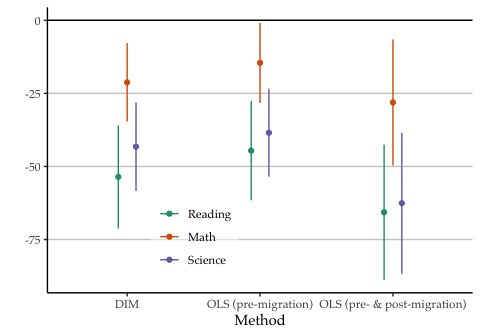 0
-25
-50
-75
Reading
Math
Science
DIM
OLS (pre-migration)
OLS (pre- & post-migration)
Method